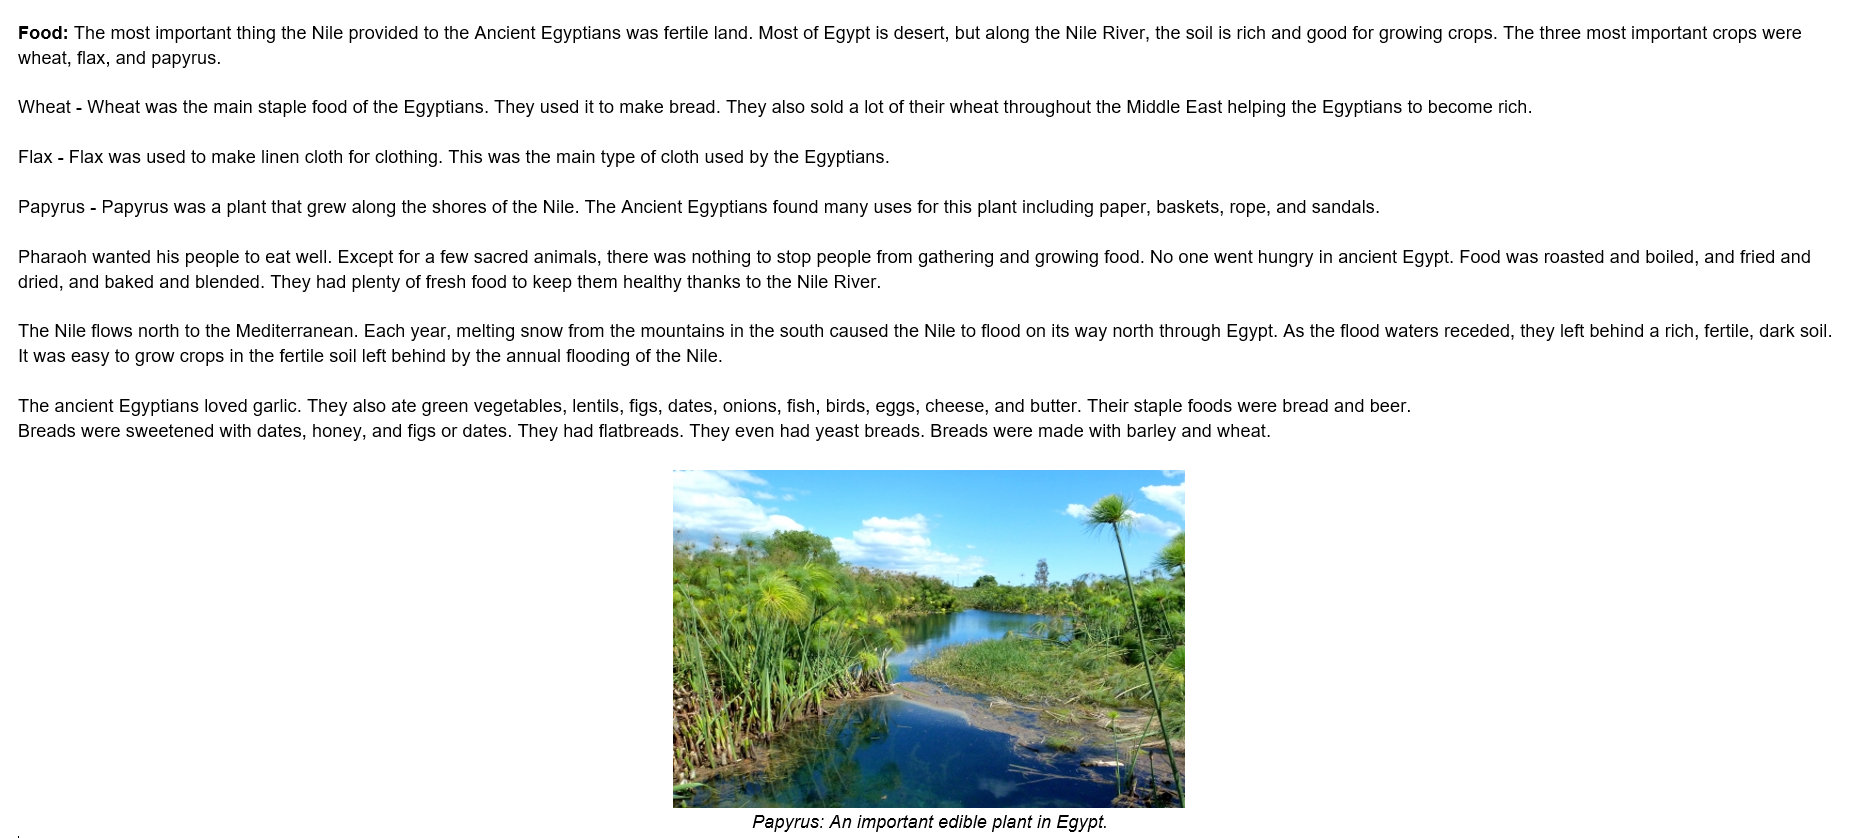 Food: The most important thing the Nile provided to the Ancient Egyptians was fertile land. Most of Egypt is desert, but along the Nile River, the soil is rich and good for growing crops. The three most important crops were
wheat, flax, and papyrus.
Wheat - Wheat was the main staple food of the Egyptians. They used it to make bread. They also sold a lot of their wheat throughout the Middle East helping the Egyptians to become rich.
Flax - Flax was used to make linen cloth for clothing. This was the main type of cloth used by the Egyptians.
Papyrus - Papyrus was a plant that grew along the shores of the Nile. The Ancient Egyptians found many uses for this plant including paper, baskets, rope, and sandals.
Pharaoh wanted his people to eat well. Except for a few sacred animals, there was nothing to stop people from gathering and growing food. No one went hungry in ancient Egypt. Food was roasted and boiled, and fried and
dried, and baked and blended. They had plenty of fresh food to keep them healthy thanks to the Nile River.
The Nile flows north to the Mediterranean. Each year, melting snow from the mountains in the south caused the Nile to flood on its way north through Egypt. As the flood waters receded, they left behind a rich, fertile, dark soil.
It was easy to grow crops in the fertile soil left behind by the annual flooding of the Nile.
The ancient Egyptians loved garlic. They also ate green vegetables, lentils, figs, dates, onions, fish, birds, eggs, cheese, and butter. Their staple foods were bread and beer.
Breads were sweetened with dates, honey, and figs or dates. They had flatbreads. They even had yeast breads. Breads were made with barley and wheat.
Papyrus: An important edible plant in Egypt.